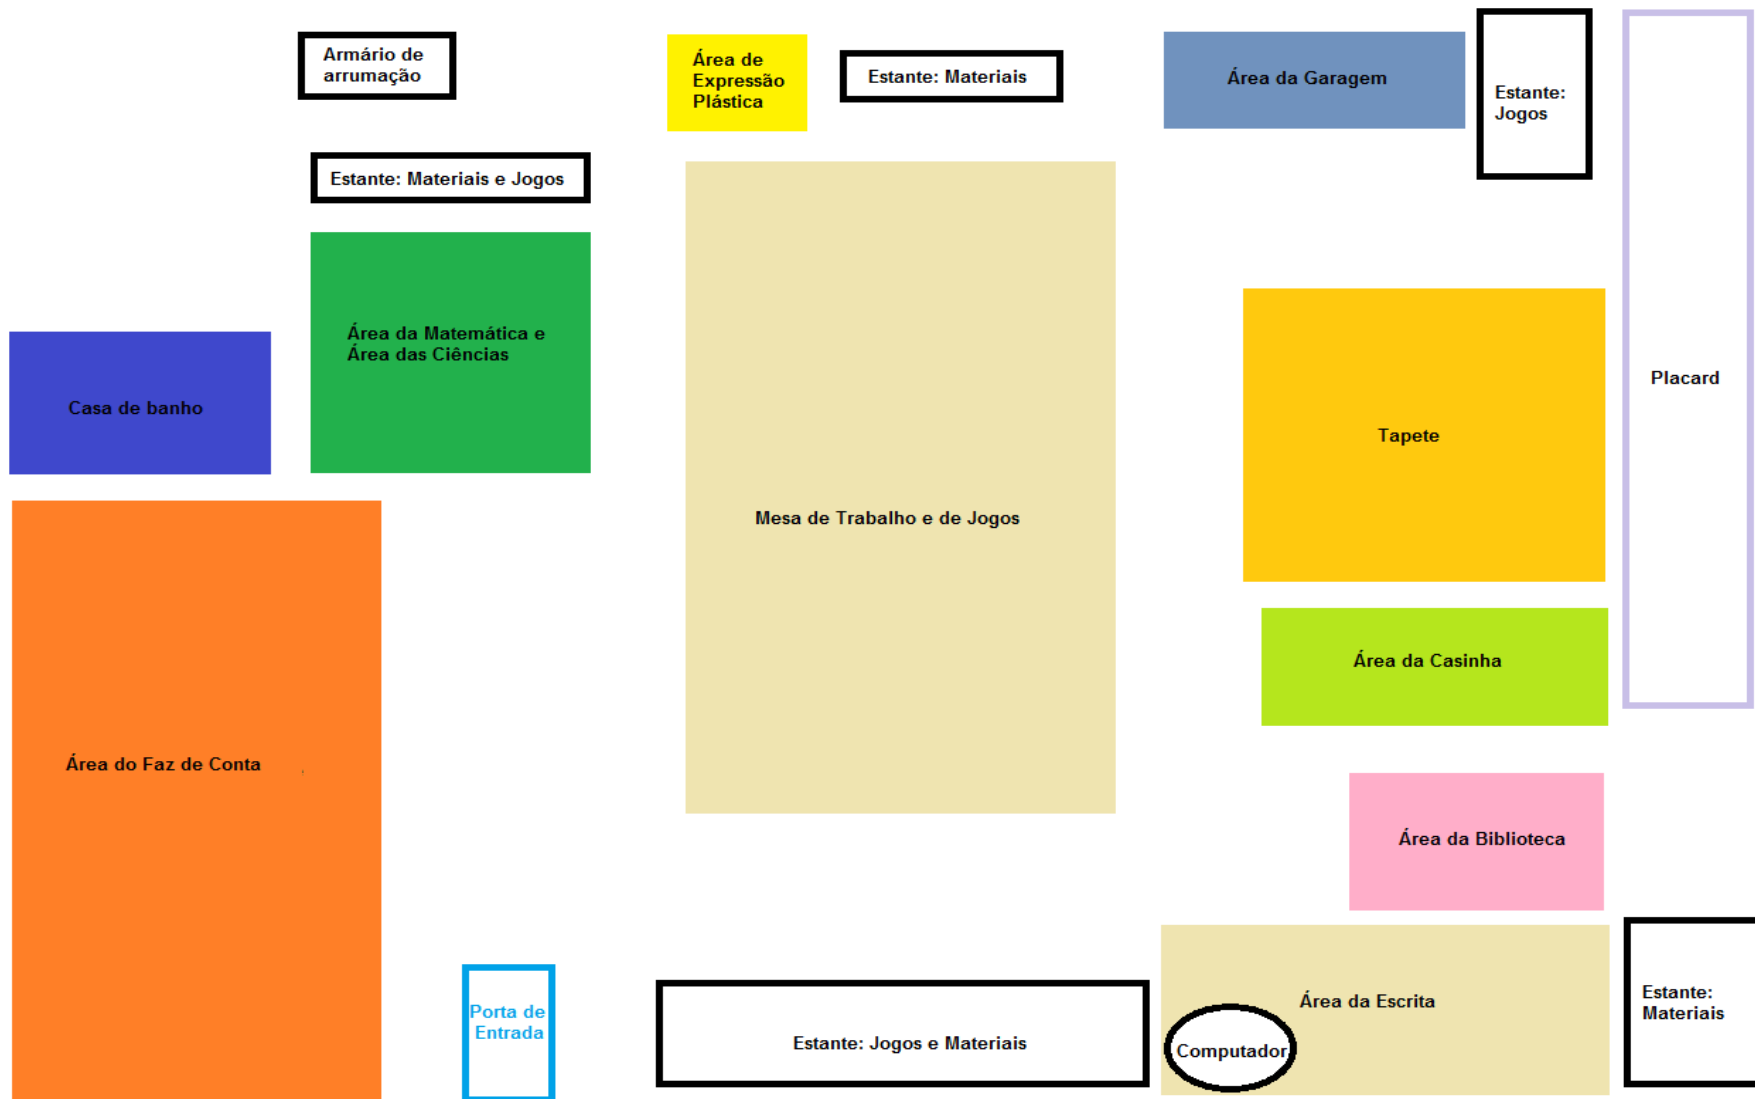 Armário de
arrumação
Área de
Expressão
Plástica
Estante: Materiais
Área da Garagem
Estante:
Jogos
Estante: Materiais e Jogos
Área da Matemática e
Área das Ciências
Casa de banho
Placard
Tapete
Mesa de Trabalho e de Jogos
Área da Casinha
Área do Faz de Conta
Área da Biblioteca
Porta de
Entrada
Estante: Jogos e Materiais
Área da Escrita
Computador
Estante:
Materiais